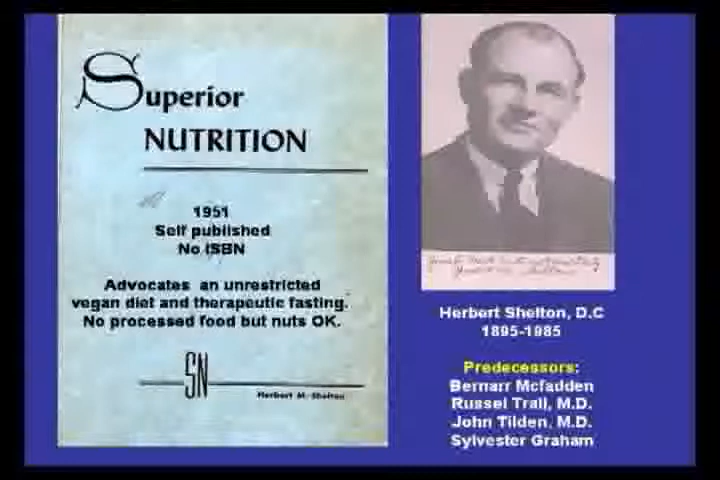 Superior
NUTRITION
1951
Self published
No ISBN
Advocates an unrestricted
vegan diet and therapeutic fasting.
No processed food but nuts OK.
SN
Herbert M. Shelton
Herbert Shelton, D.C
1895-1985
Predecessors:
Bernarr Mcfadden
Russel Trall, M.D.
John Tilden, M.D.
Sylvester Graham